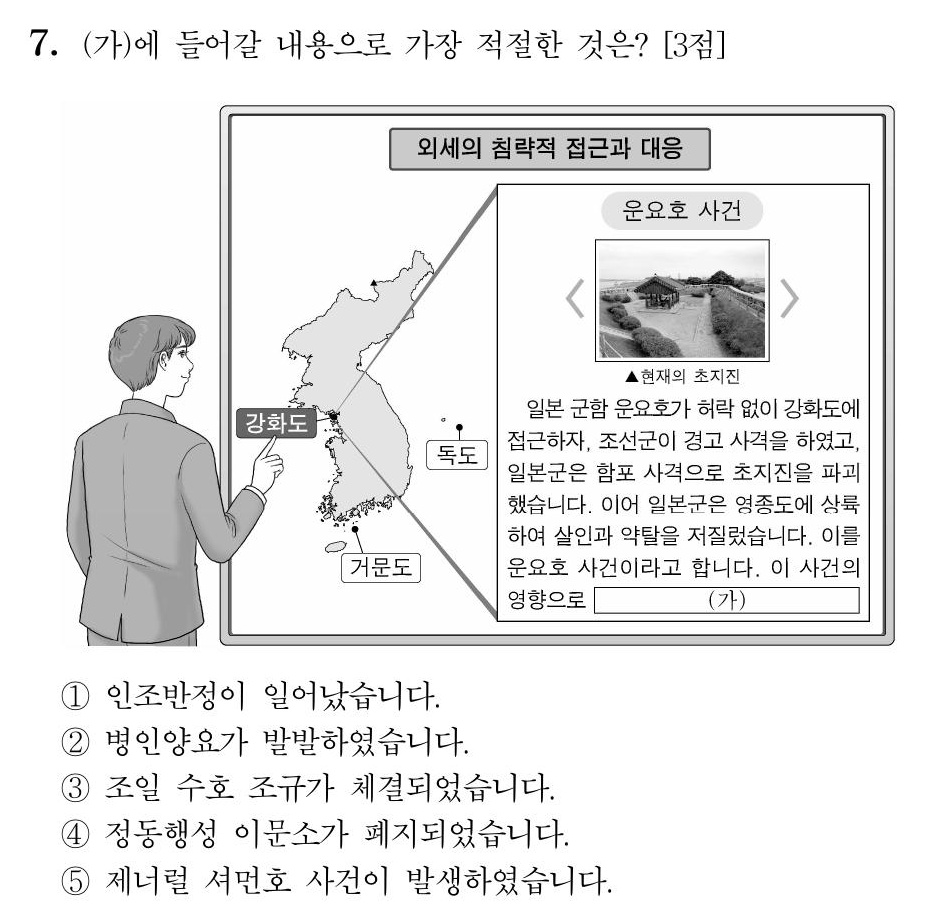 7. (가)에 들어갈 내용으로 가장 적절한 것은? [3점]
외세의 침략적 접근과 대응
운요호 사건
▲현재의 초지진
강화도
독도
거문도
일본 군함 운요호가 허락 없이 강화도에
접근하자, 조선군이 경고 사격을 하였고,
일본군은 함포 사격으로 초지진을 파괴
했습니다. 이어 일본군은 영종도에 상륙
하여 살인과 약탈을 저질렀습니다. 이를
운요호 사건이라고 합니다. 이 사건의
영향으로 (가)
① 인조반정이 일어났습니다.
② 병인양요가 발발하였습니다.
③ 조일 수호 조규가 체결되었습니다.
④ 정동행성 이문소가 폐지되었습니다.
⑤ 제너럴 셔먼호 사건이 발생하였습니다.